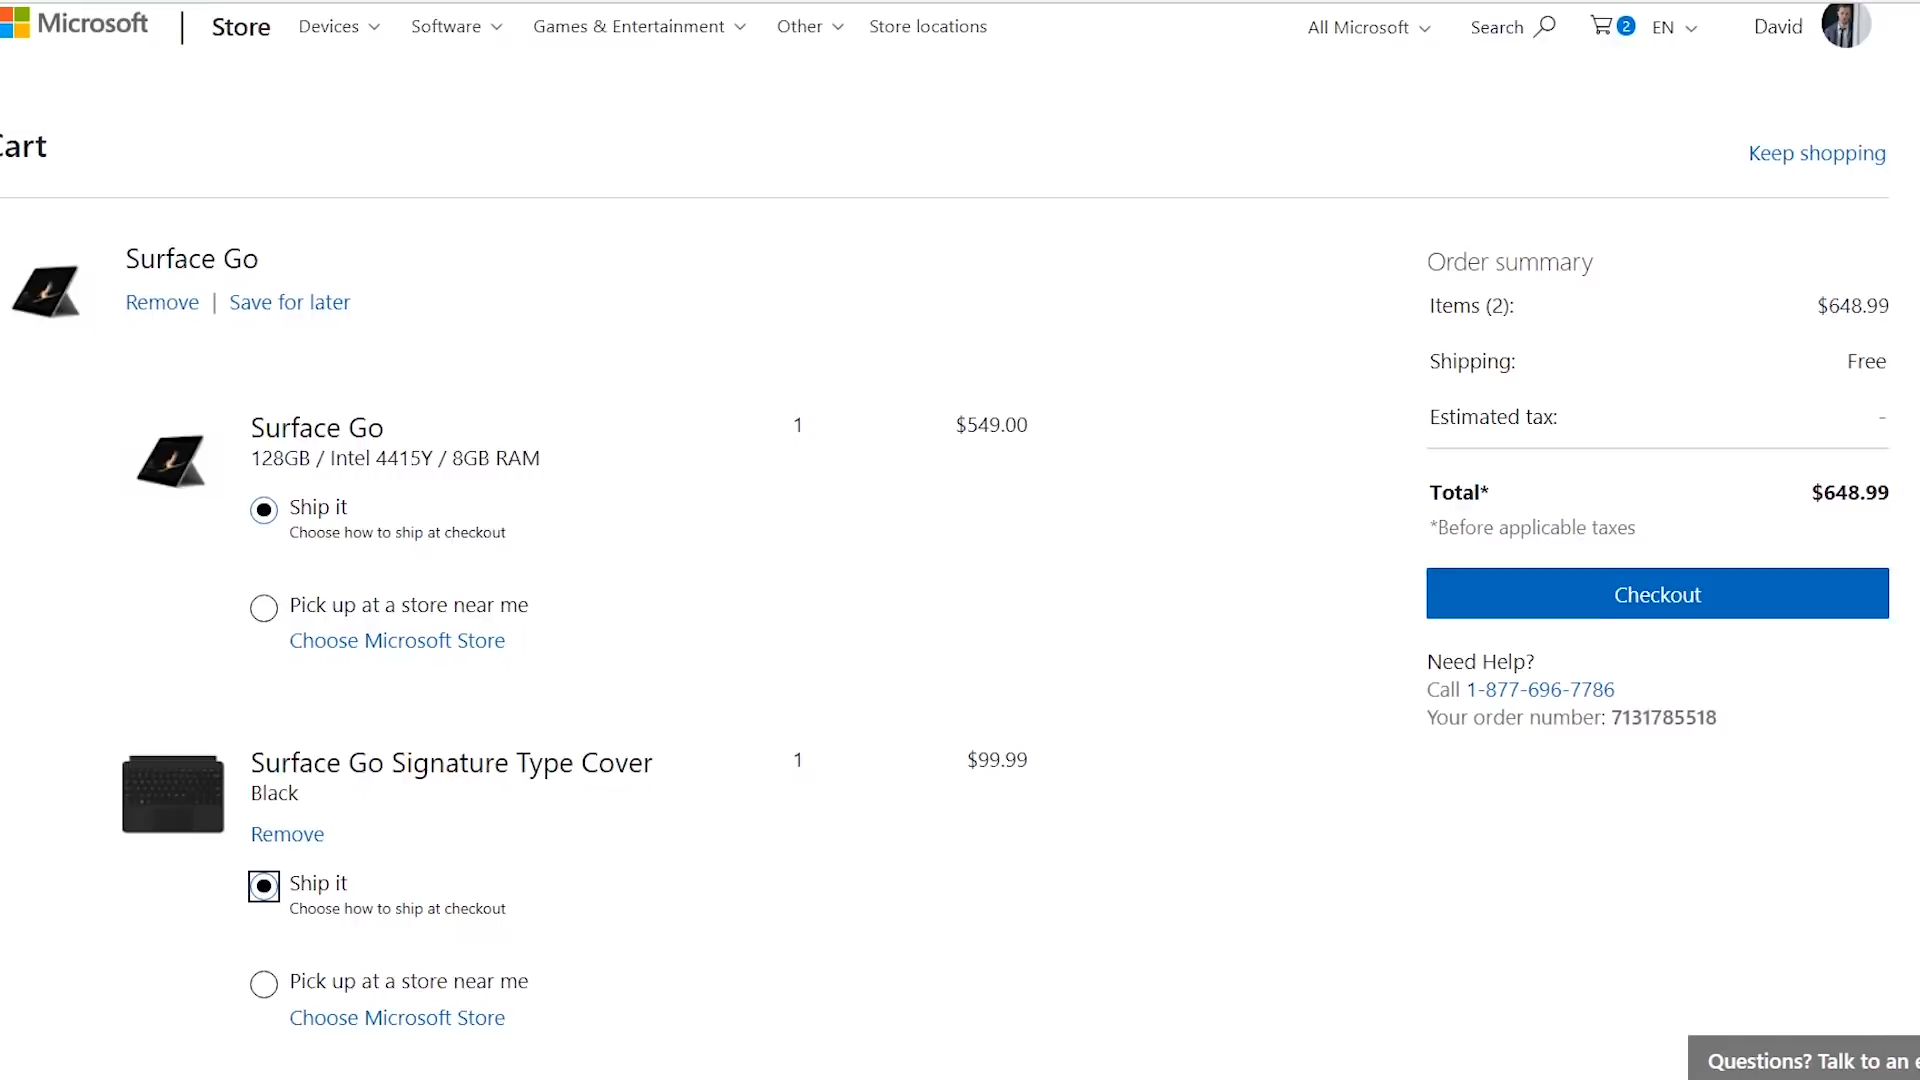 Microsoft
Store
Devices
Software
Games & Entertainment
Other
Store locations
All Microsoft
Search
2
EN
David
Cart
Keep shopping
Surface Go
Remove | Save for later
Surface Go
1
$549.00
128GB / Intel 4415Y / 8GB RAM
Ship it
Choose how to ship at checkout
Pick up at a store near me
Choose Microsoft Store
Surface Go Signature Type Cover
1
$99.99
Black
Remove
Ship it
Choose how to ship at checkout
Pick up at a store near me
Choose Microsoft Store
Order summary
Items (2): $648.99
Shipping: Free
Estimated tax: -
Total* $648.99
*Before applicable taxes
Checkout
Need Help?
Call 1-877-696-7786
Your order number: 7131785518
Questions? Talk to an